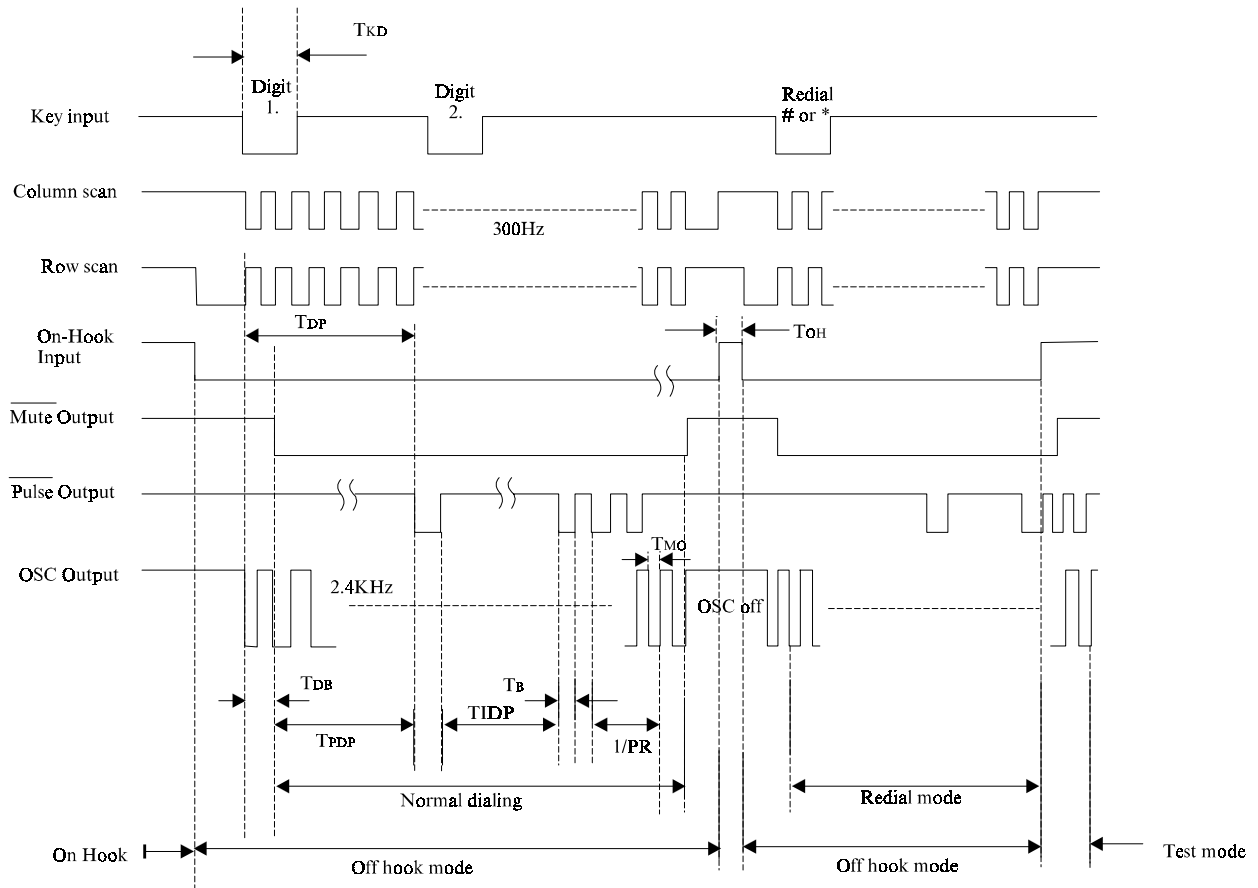 TKD
Digit
1.
Digit
2.
Redial
# or *
Key input
Column scan
300Hz
Row scan
TDP
TOH
On-Hook
Input
Mute Output
Pulse Output
TMO
OSC Output
2.4KHz
OSC off
TDB
TB
TPDP
TIDP
1/PR
Normal dialing
Redial mode
On Hook
Off hook mode
Off hook mode
Test mode